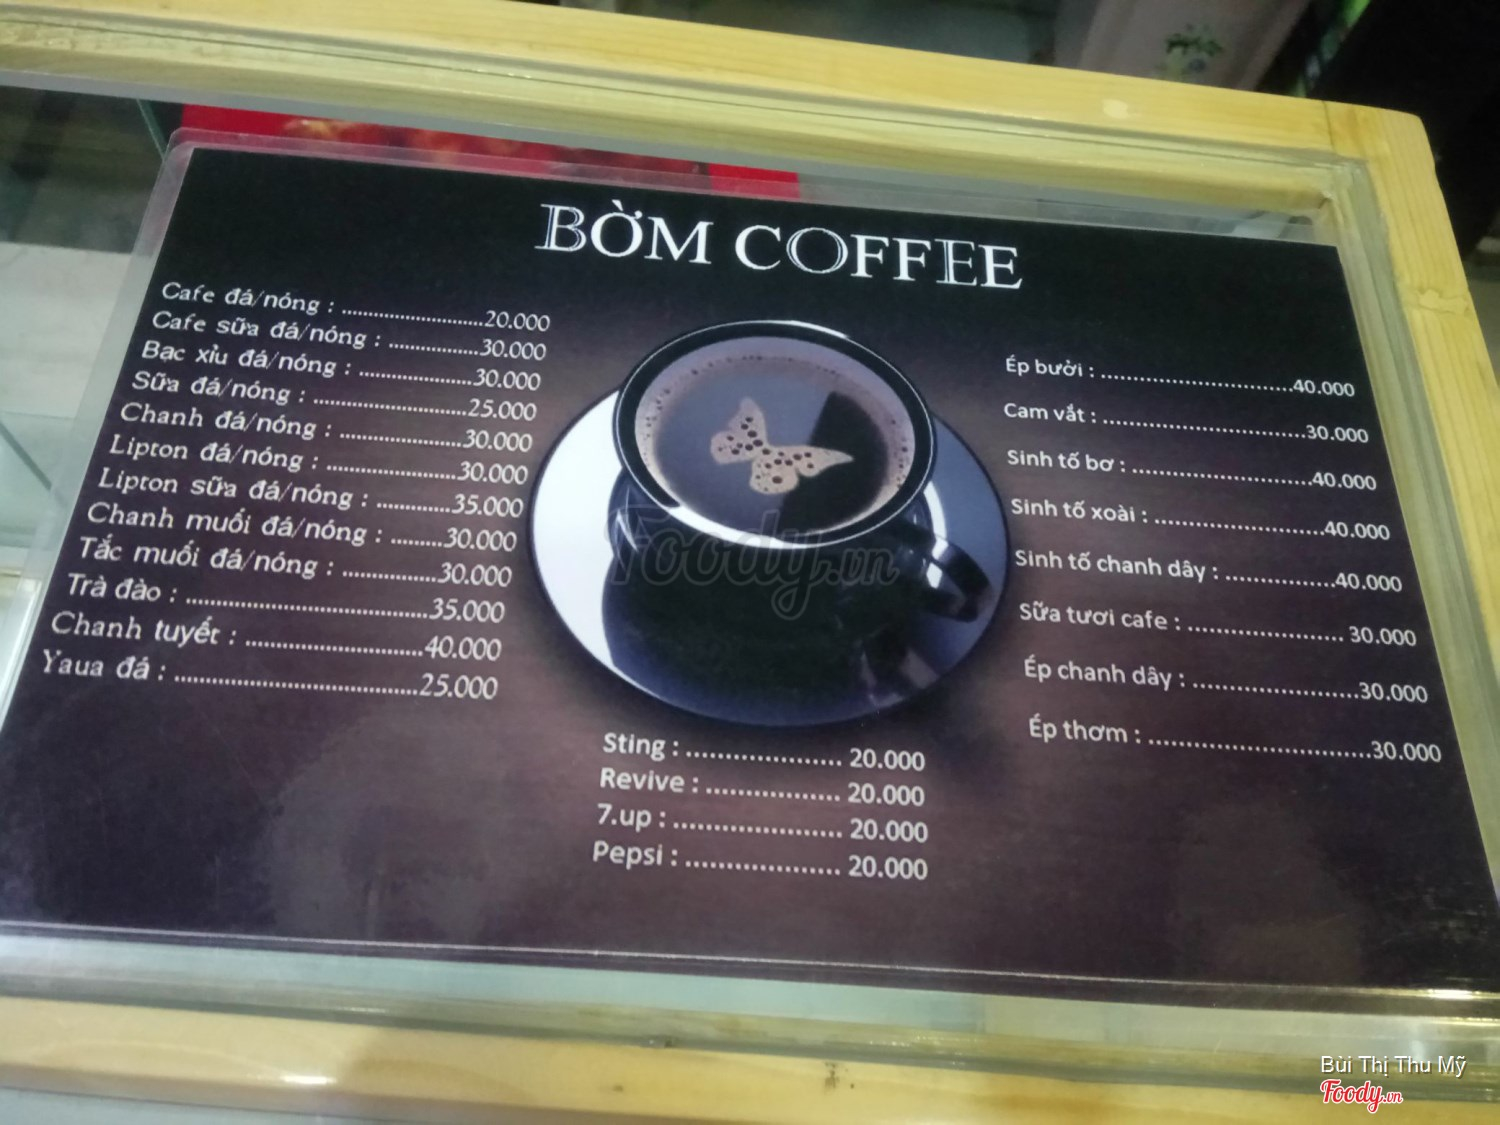 BỜM COFFEE
Cafe đá/nóng : ..........................20.000
Cafe sữa đá/nóng : .................30.000
Bạc xỉu đá/nóng : .....................30.000
Sữa đá/nóng : ............................25.000
Chanh đá/nóng : ......................30.000
Lipton đá/nóng : .......................30.000
Lipton sữa đá/nóng : ..............35.000
Chanh muối đá/nóng : .........30.000
Tắc muối đá/nóng : .................30.000
Trà đào : ............................................35.000
Chanh tuyết : ................................40.000
Yaua đá : ...........................................25.000
Ép bưởi : ..............................40.000
Cam vắt : ................................30.000
Sinh tố bơ : ............................40.000
Sinh tố xoài : ..........................40.000
Sinh tố chanh dây : ................40.000
Sữa tươi cafe : ....................... 30.000
Ép chanh dây : ........................30.000
Ép thơm : .................................30.000
Sting : ................... 20.000
Revive : ................. 20.000
7.up : ..................... 20.000
Pepsi : ................... 20.000
Foody.vn
Bùi Thị Thu Mỹ
Foody.vn